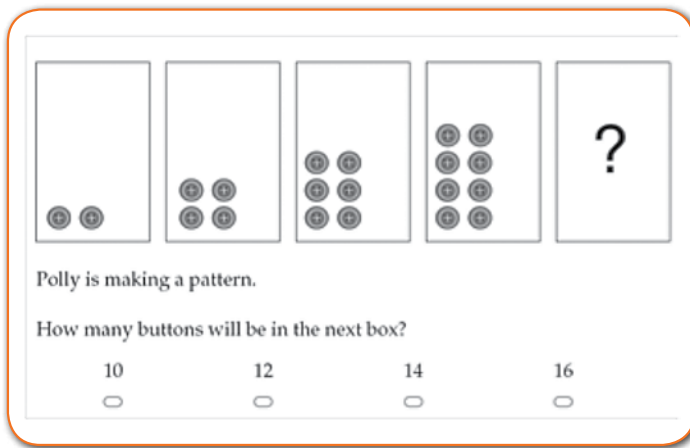 ?
Polly is making a pattern.
How many buttons will be in the next box?
10 12 14 16